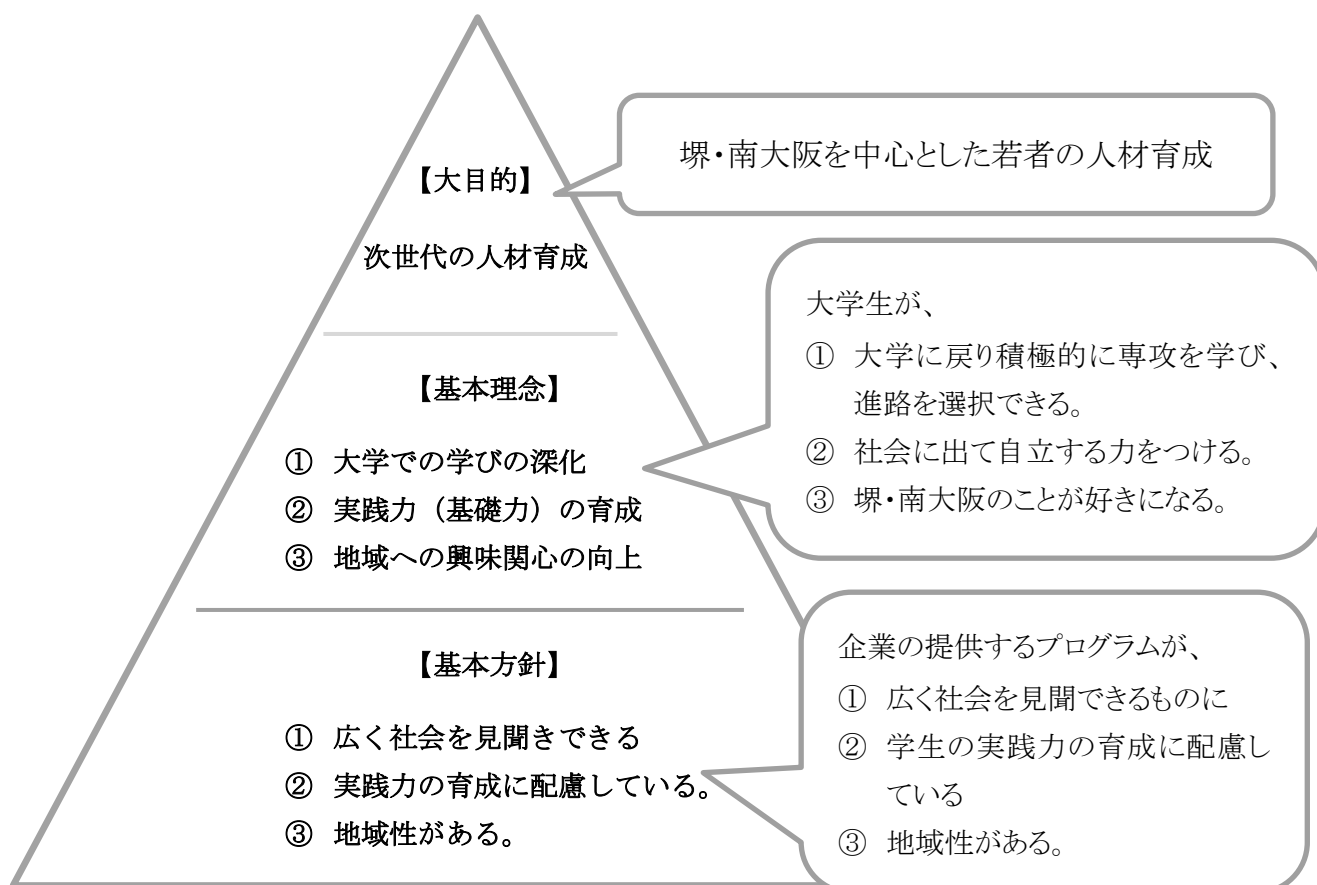 【大目的】
次世代の人材育成
堺・南大阪を中心とした若者の人材育成
【基本理念】
① 大学での学びの深化
② 実践力（基礎力）の育成
③ 地域への興味関心の向上
大学生が、
① 大学に戻り積極的に専攻を学び、
進路を選択できる。
② 社会に出て自立する力をつける。
③ 堺・南大阪のことが好きになる。
【基本方針】
① 広く社会を見聞きできる
② 実践力の育成に配慮している。
③ 地域性がある。
企業の提供するプログラムが、
① 広く社会を見聞できるものに
② 学生の実践力の育成に配慮し
ている
③ 地域性がある。